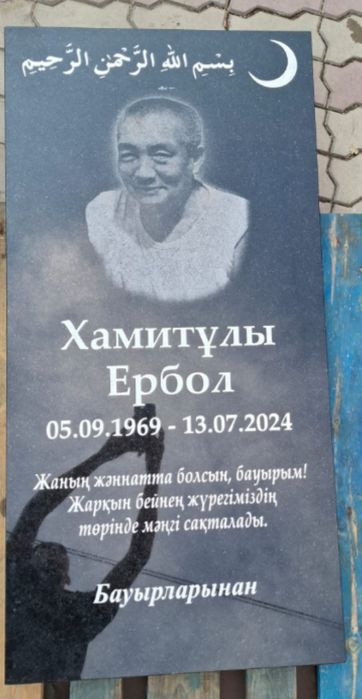 بِسْمِ اللهِ الرَّحْمٰنِ الرَّحِيمِ
Хамитұлы
Ербол
05.09.1969 - 13.07.2024
Жаның жәннатта болсын, бауырым!
Жарқын бейнең жүрегіміздің
төрінде мәңгі сақталады.
Бауырларынан